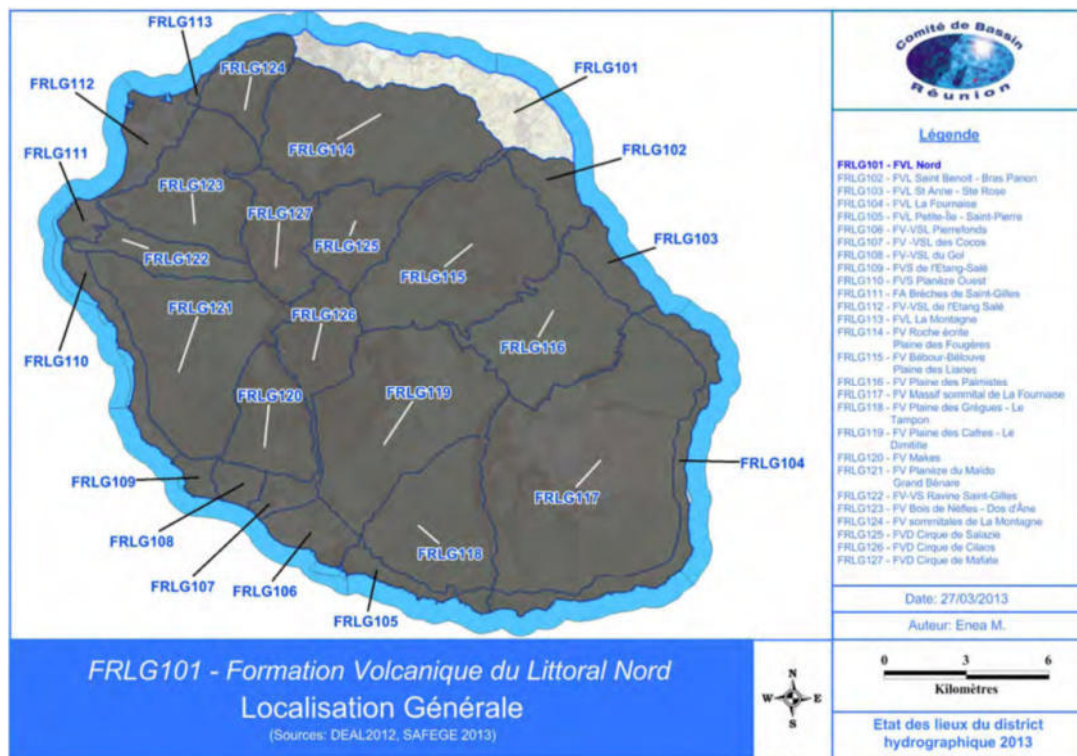 FRLG113
FRLG124
FRLG112
FRLG101
FRLG111
FRLG114
FRLG102
FRLG123
FRLG127
FRLG125
FRLG103
FRLG122
FRLG115
FRLG121
FRLG126
FRLG116
FRLG110
FRLG120
FRLG119
FRLG104
FRLG109
FRLG117
FRLG108
FRLG118
FRLG107
FRLG106
FRLG105
Comité de Bassin
Réunion
Légende
FRLG101 - FVL Nord
FRLG102 - FVL Saint Benoit - Bras Panon
FRLG103 - FVL St Anne - Ste Rose
FRLG104 - FVL La Fournaise
FRLG105 - FVL Petite-Île - Saint-Pierre
FRLG106 - FV-VSL Pierrefonds
FRLG107 - FV -VSL des Cocos
FRLG108 - FV-VSL du Gol
FRLG109 - FVS de l'Etang-Salé
FRLG110 - FVS Planèze Ouest
FRLG111 - FA Brèches de Saint-Gilles
FRLG112 - FV-VSL de l'Etang Salé
FRLG113 - FVL La Montagne
FRLG114 - FV Roche écrite
Plaine des Fougères
FRLG115 - FV Bébour-Bélouve
Plaine des Lianes
FRLG116 - FV Plaine des Palmistes
FRLG117 - FV Massif sommital de La Fournaise
FRLG118 - FV Plaine des Grègues - Le
Tampon
FRLG119 - FV Plaine des Cafres - Le
Dimitile
FRLG120 - FV Makes
FRLG121 - FV Planèze du Maïdo
Grand Bénare
FRLG122 - FV-VS Ravine Saint-Gilles
FRLG123 - FV Bois de Nèfles - Dos d'Âne
FRLG124 - FV sommitales de La Montagne
FRLG125 - FVD Cirque de Salazie
FRLG126 - FVD Cirque de Cilaos
FRLG127 - FVD Cirque de Mafate
Date: 27/03/2013
Auteur: Enea M.
FRLG101 - Formation Volcanique du Littoral Nord
Localisation Générale
(Sources: DEAL2012, SAFEGE 2013)
N
W E
S
0 3 6
Kilomètres
Etat des lieux du district
hydrographique 2013